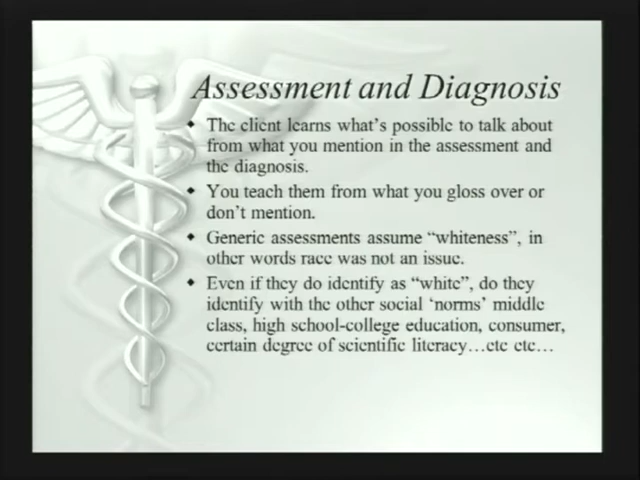 Assessment and Diagnosis
The client learns what's possible to talk about
from what you mention in the assessment and
the diagnosis.
You teach them from what you gloss over or
don't mention.
Generic assessments assume “whiteness”, in
other words race was not an issue.
Even if they do identify as “white”, do they
identify with the other social ‘norms’ middle
class, high school-college education, consumer,
certain degree of scientific literacy…etc etc…